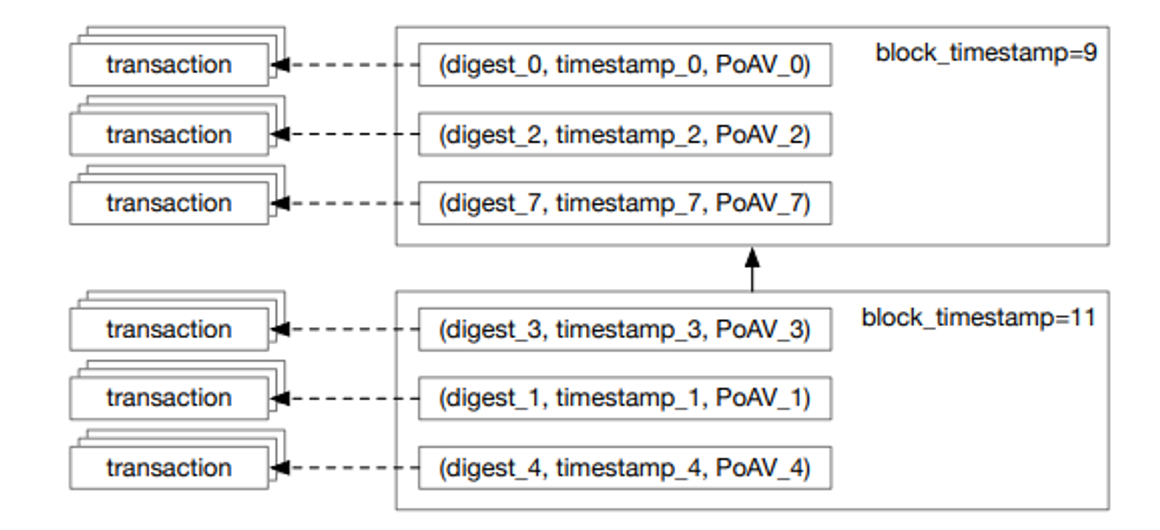 transaction (digest_0, timestamp_0, PoAV_0) block_timestamp=9
transaction (digest_2, timestamp_2, PoAV_2)
transaction (digest_7, timestamp_7, PoAV_7)
transaction (digest_3, timestamp_3, PoAV_3) block_timestamp=11
transaction (digest_1, timestamp_1, PoAV_1)
transaction (digest_4, timestamp_4, PoAV_4)